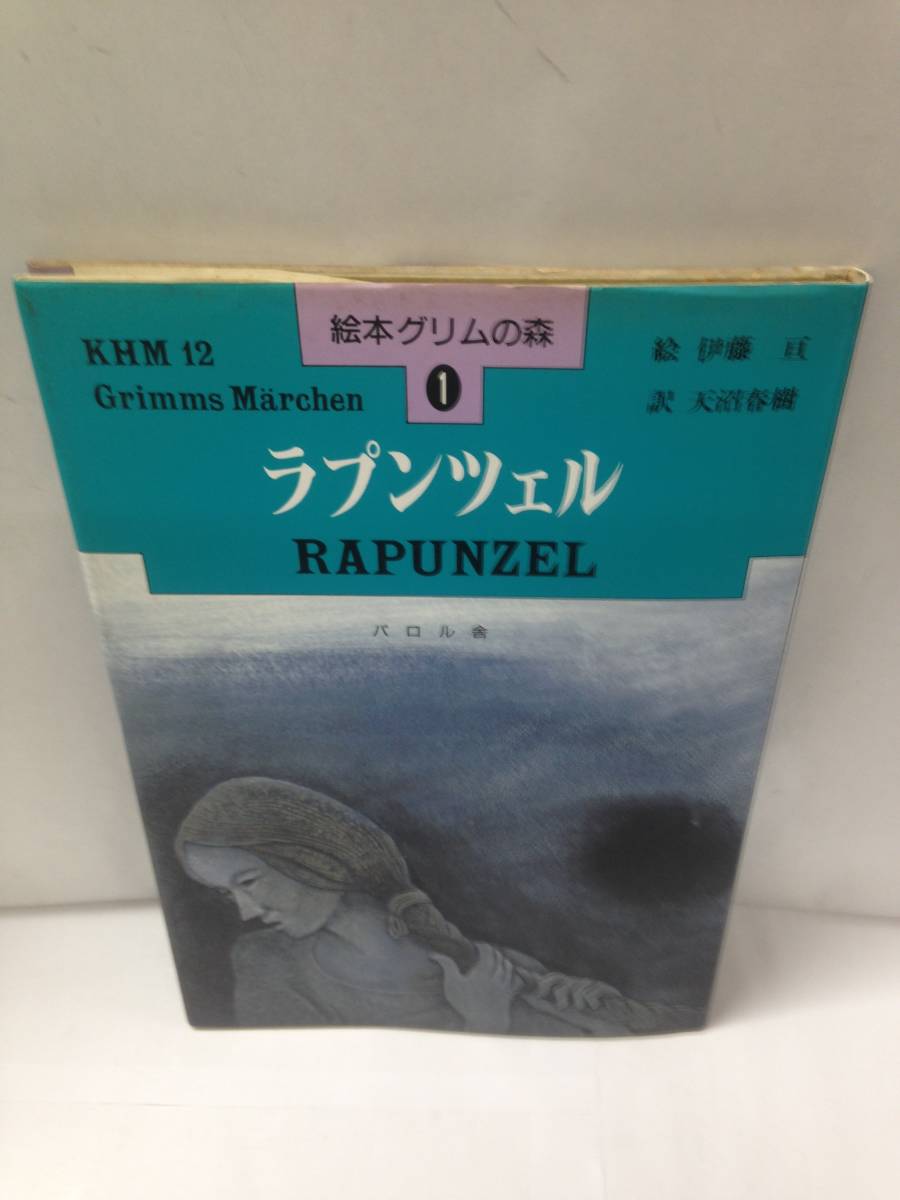 絵本グリムの森
1
KHM 12
Grimms Märchen
絵 伊藤 亘
訳 天沼春樹
ラプンツェル
RAPUNZEL
パロル舎